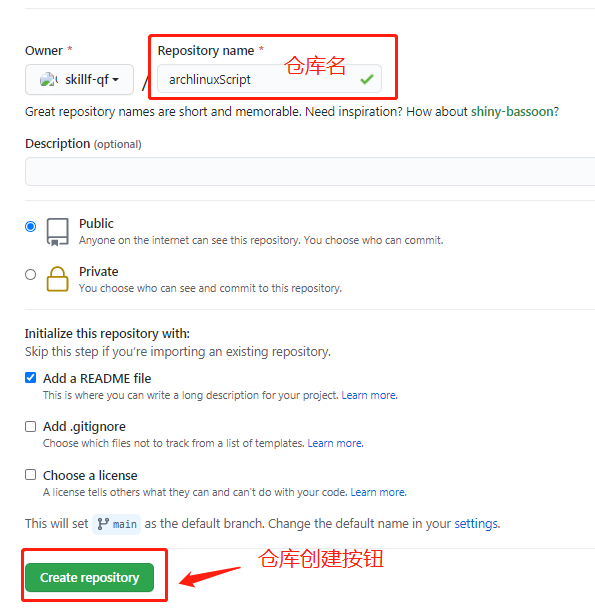 Owner * Repository name *
skillf-qf / archlinuxScript 仓库名
Great repository names are short and memorable. Need inspiration? How about shiny-bassoon?
Description (optional)
Public
Anyone on the internet can see this repository. You choose who can commit.
Private
You choose who can see and commit to this repository.
Initialize this repository with:
Skip this step if you're importing an existing repository.
Add a README file
This is where you can write a long description for your project. Learn more.
Add .gitignore
Choose which files not to track from a list of templates. Learn more.
Choose a license
A license tells others what they can and can't do with your code. Learn more.
This will set main as the default branch. Change the default name in your settings.
仓库创建按钮
Create repository